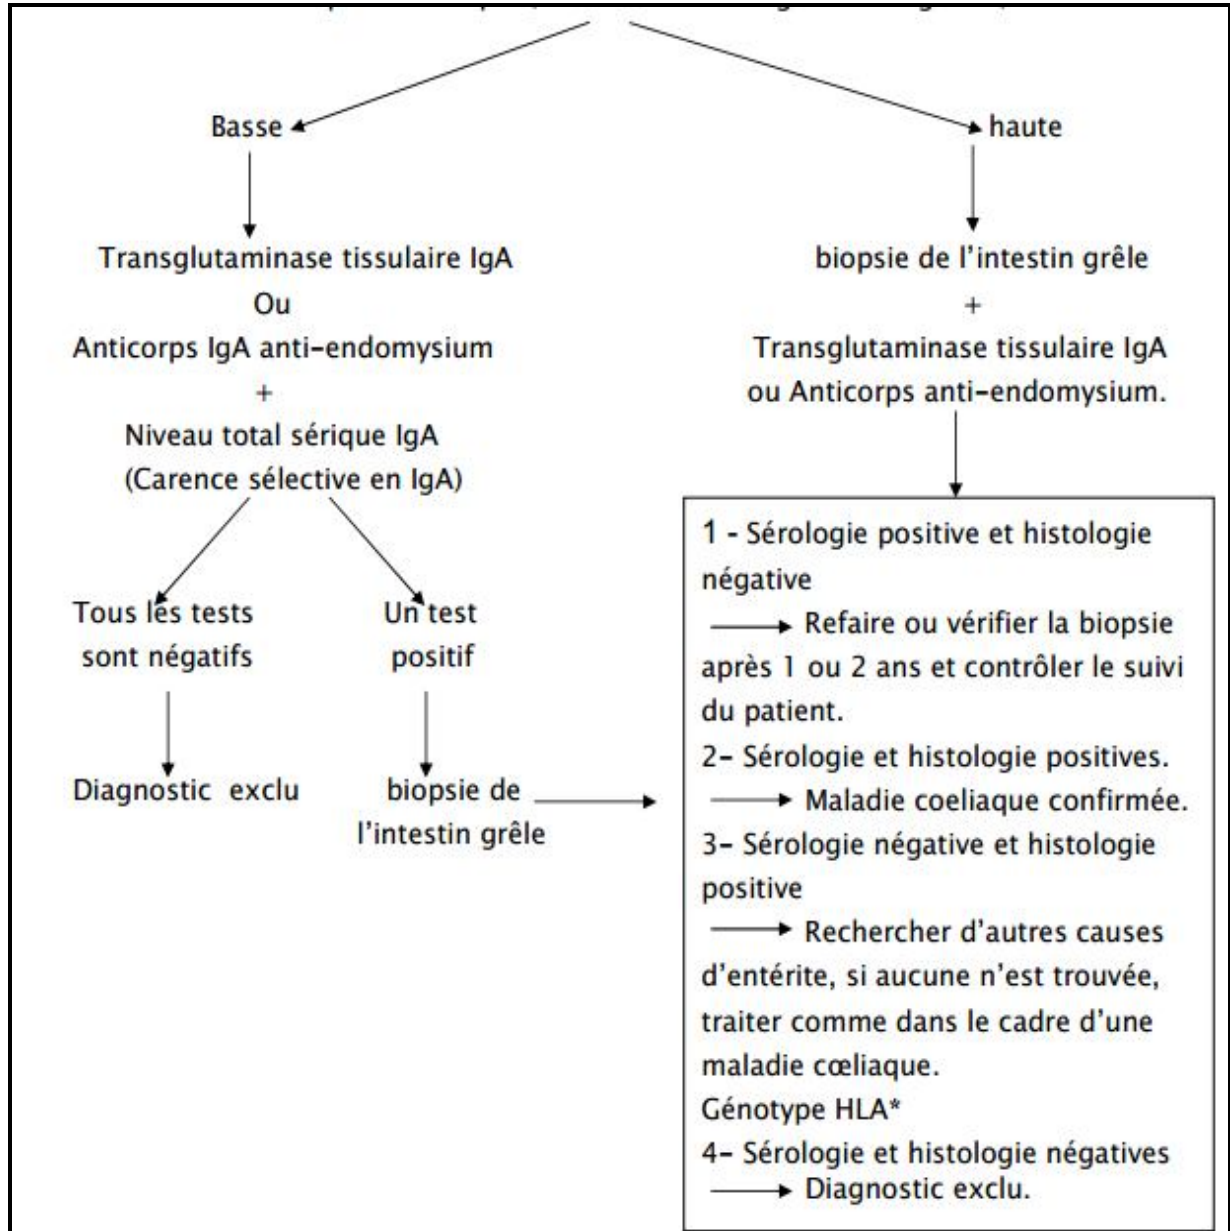 Basse
haute
Transglutaminase tissulaire IgA
Ou
Anticorps IgA anti-endomysium
+
Niveau total sérique IgA
(Carence sélective en IgA)
Tous les tests
sont négatifs
Un test
positif
Diagnostic exclu
biopsie de
l'intestin grêle
biopsie de l'intestin grêle
+
Transglutaminase tissulaire IgA
ou Anticorps anti-endomysium.
1 - Sérologie positive et histologie
négative
Refaire ou vérifier la biopsie
après 1 ou 2 ans et contrôler le suivi
du patient.
2- Sérologie et histologie positives.
Maladie coeliaque confirmée.
3- Sérologie négative et histologie
positive
Rechercher d'autres causes
d'entérite, si aucune n'est trouvée,
traiter comme dans le cadre d'une
maladie cœliaque.
Génotype HLA*
4- Sérologie et histologie négatives
Diagnostic exclu.